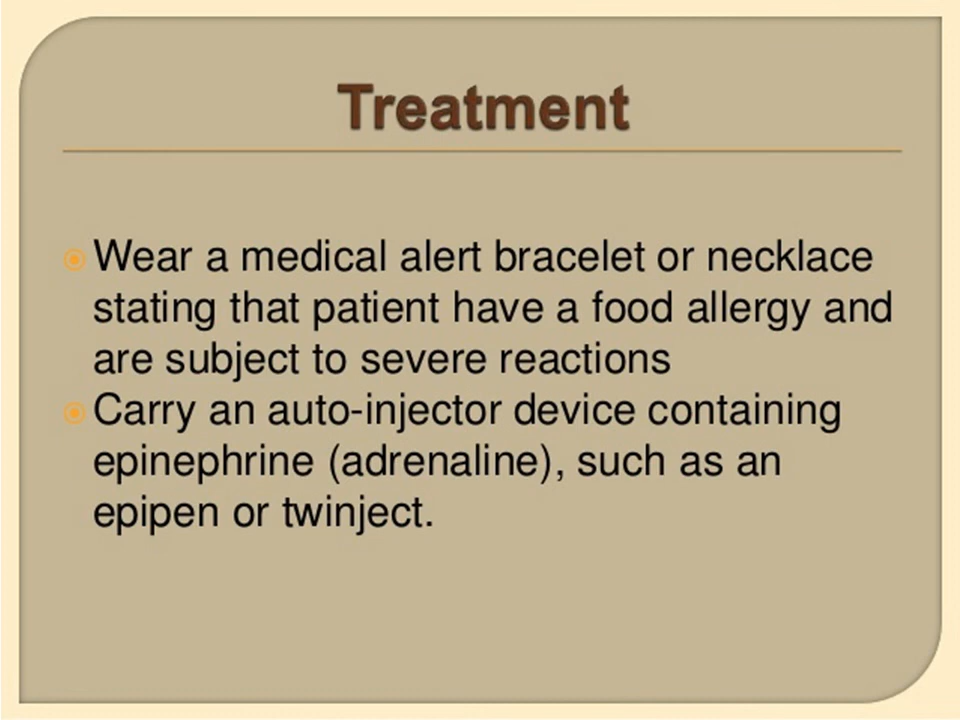 Treatment
Wear a medical alert bracelet or necklace
stating that patient have a food allergy and
are subject to severe reactions
Carry an auto-injector device containing
epinephrine (adrenaline), such as an
epipen or twinject.